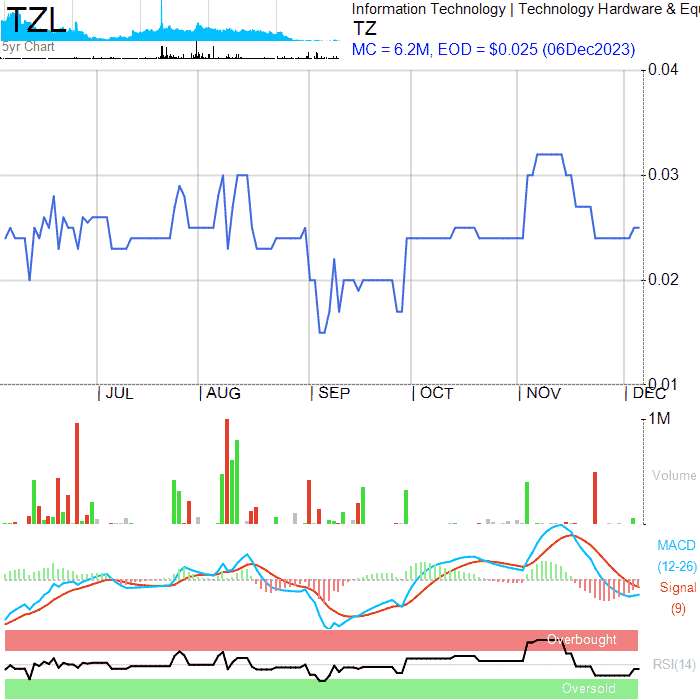 TZL
5yr Chart
Information Technology | Technology Hardware & Equ
TZ
MC = 6.2M, EOD = $0.025 (06Dec2023)
0.04
0.03
0.02
0.01
| JUL | AUG | SEP | OCT | NOV | DEC
1M
Volume
MACD
(12-26)
Signal
(9)
Overbought
RSI(14)
Oversold